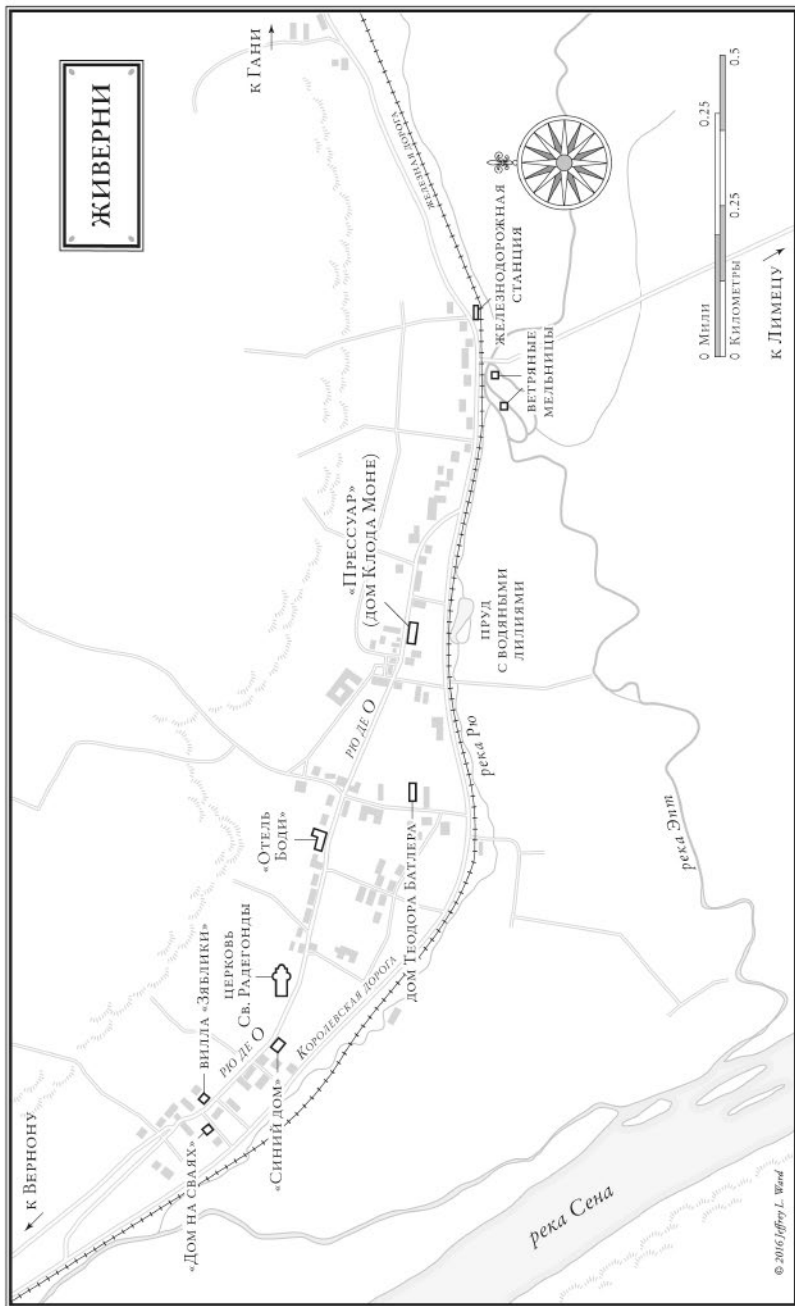 ЖИВЕРНИ
к Вернону
к Гани
«Дом на сваях»
вилла «Зяблики»
рю де О
«Синий дом»
церковь
Св. Радегонды
Королевская дорога
«Отель
Боди»
дом Теодора Батлера
рю де О
«Прессуар»
(дом Клода Моне)
река Рю
пруд
с водяными
лилиями
железная дорога
железнодорожная
станция
ветряные
мельницы
река Эпт
река Сена
0 Мили 0.25
0 Километры 0.25 0.5
к Лимецу
© 2016 Jeffrey L. Ward